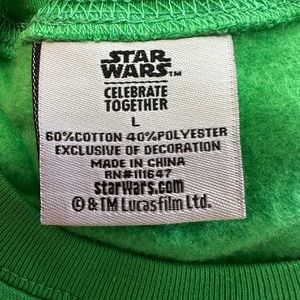 STAR
WARS™
CELEBRATE
TOGETHER
L
60%COTTON 40%POLYESTER
EXCLUSIVE OF DECORATION
MADE IN CHINA
RN#111647
starwars.com
© & TM Lucasfilm Ltd.